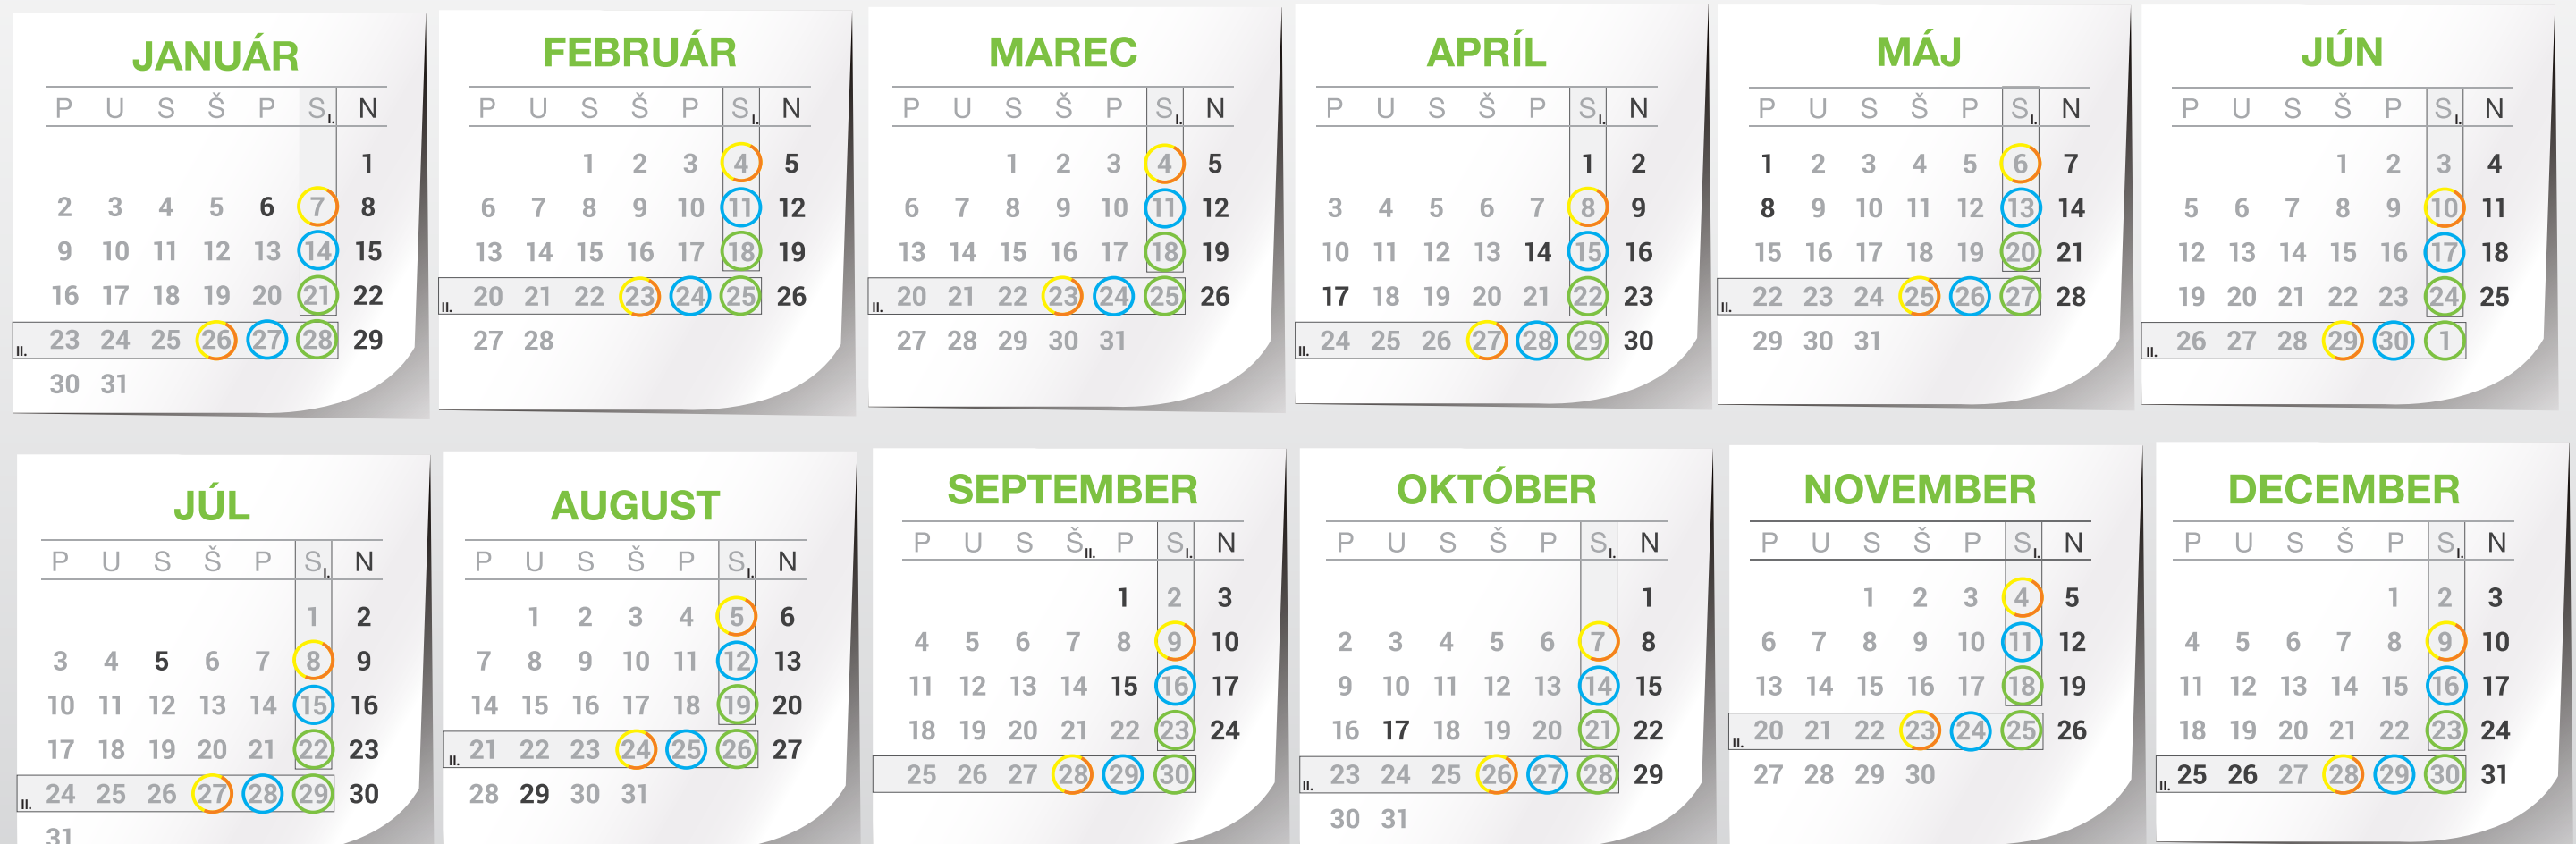 JANUÁR
P U S Š P S I. N
1
2 3 4 5 6 7 8
9 10 11 12 13 14 15
16 17 18 19 20 21 22
II. 23 24 25 26 27 28 29
30 31
FEBRUÁR
P U S Š P S I. N
1 2 3 4 5
6 7 8 9 10 11 12
13 14 15 16 17 18 19
II. 20 21 22 23 24 25 26
27 28
MAREC
P U S Š P S I. N
1 2 3 4 5
6 7 8 9 10 11 12
13 14 15 16 17 18 19
II. 20 21 22 23 24 25 26
27 28 29 30 31
APRÍL
P U S Š P S I. N
1 2
3 4 5 6 7 8 9
10 11 12 13 14 15 16
17 18 19 20 21 22 23
II. 24 25 26 27 28 29 30
MÁJ
P U S Š P S I. N
1 2 3 4 5 6 7
8 9 10 11 12 13 14
15 16 17 18 19 20 21
II. 22 23 24 25 26 27 28
29 30 31
JÚN
P U S Š P S I. N
1 2 3 4
5 6 7 8 9 10 11
12 13 14 15 16 17 18
19 20 21 22 23 24 25
II. 26 27 28 29 30 1
JÚL
P U S Š P S I. N
1 2
3 4 5 6 7 8 9
10 11 12 13 14 15 16
17 18 19 20 21 22 23
II. 24 25 26 27 28 29 30
31
AUGUST
P U S Š P S I. N
1 2 3 4 5 6
7 8 9 10 11 12 13
14 15 16 17 18 19 20
II. 21 22 23 24 25 26 27
28 29 30 31
SEPTEMBER
P U S Š II. P S I. N
1 2 3
4 5 6 7 8 9 10
11 12 13 14 15 16 17
18 19 20 21 22 23 24
25 26 27 28 29 30
OKTÓBER
P U S Š P S I. N
1
2 3 4 5 6 7 8
9 10 11 12 13 14 15
16 17 18 19 20 21 22
II. 23 24 25 26 27 28 29
30 31
NOVEMBER
P U S Š P S I. N
1 2 3 4 5
6 7 8 9 10 11 12
13 14 15 16 17 18 19
II. 20 21 22 23 24 25 26
27 28 29 30
DECEMBER
P U S Š P S I. N
1 2 3
4 5 6 7 8 9 10
11 12 13 14 15 16 17
18 19 20 21 22 23 24
II. 25 26 27 28 29 30 31